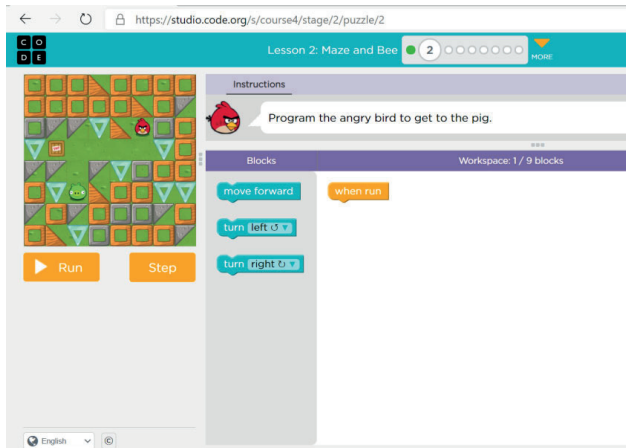 https://studio.code.org/s/course4/stage/2/puzzle/2
C O
D E
Lesson 2: Maze and Bee
2
MORE
Instructions
Program the angry bird to get to the pig.
Blocks
Workspace: 1 / 9 blocks
move forward
when run
turn left ↺ ▼
turn right ↻ ▼
Run
Step
English
©